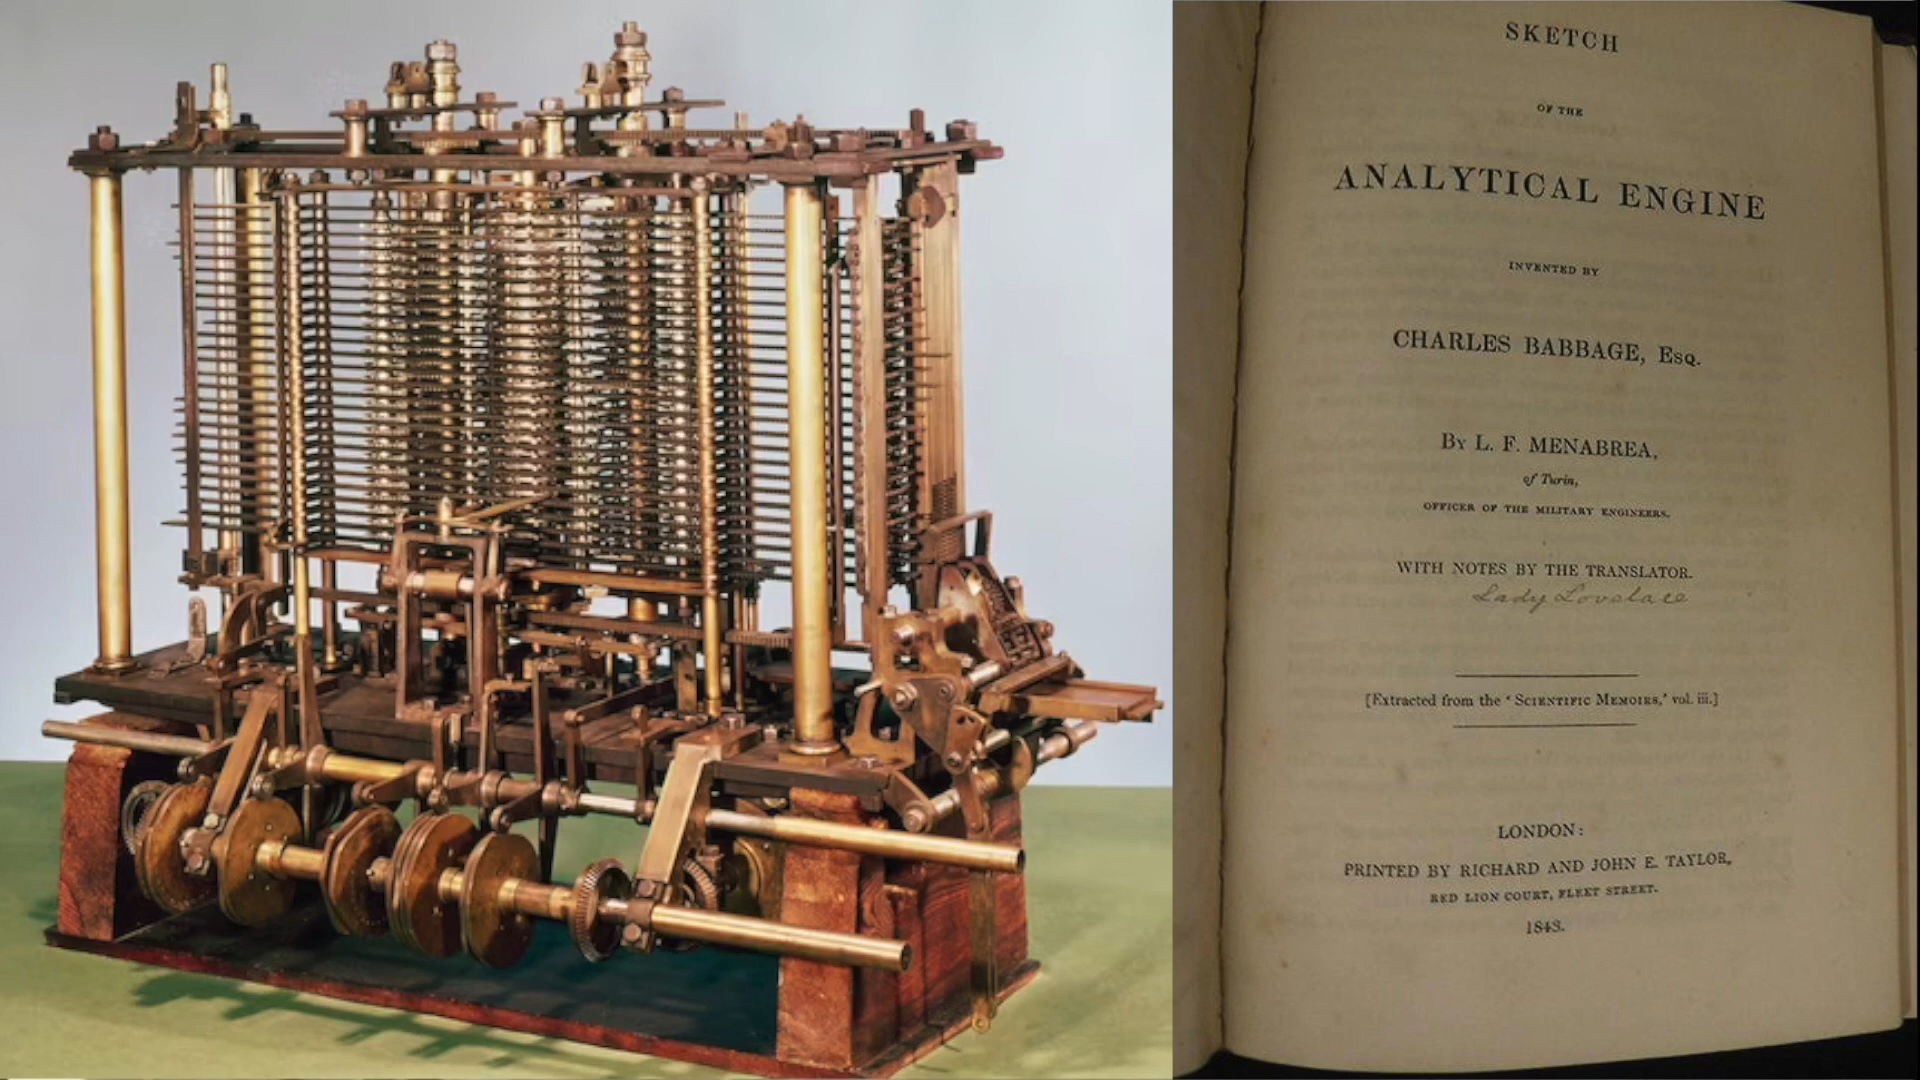 SKETCH
OF THE
ANALYTICAL ENGINE
INVENTED BY
CHARLES BABBAGE, Esq.
By L. F. MENABREA,
of Turin,
OFFICER OF THE MILITARY ENGINEERS.
WITH NOTES BY THE TRANSLATOR.
Lady Lovelace
[Extracted from the ‘Scientific Memoirs,’ vol. iii.]
LONDON:
PRINTED BY RICHARD AND JOHN E. TAYLOR,
RED LION COURT, FLEET STREET.
1843.